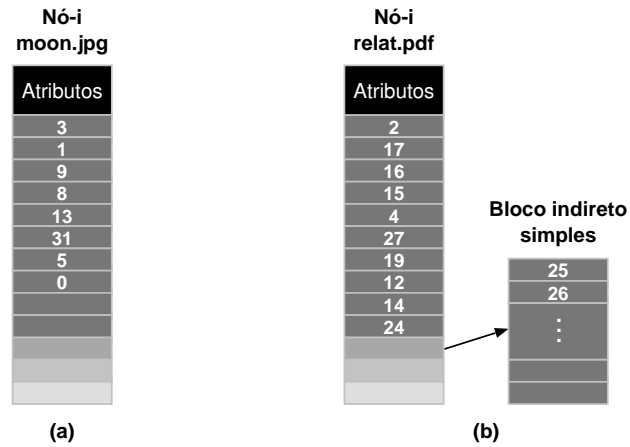 Nó-i
moon.jpg
Atributos
3
1
9
8
13
31
5
0
(a)
Nó-i
relat.pdf
Atributos
2
17
16
15
4
27
19
12
14
24
Bloco indireto
simples
25
26
(b)